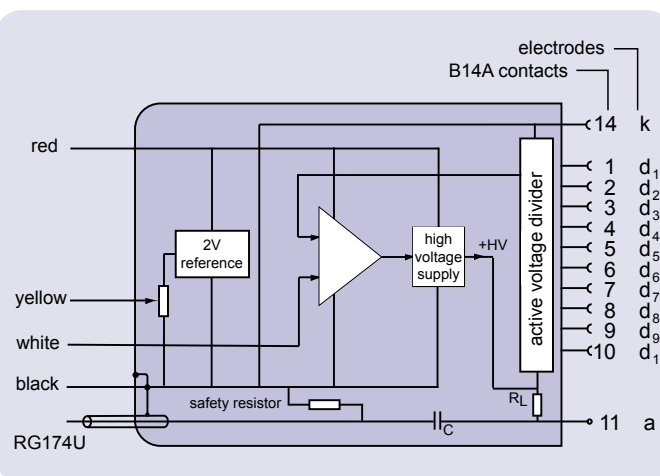 electrodes
B14A contacts
14 k
red
1 d1
2 d2
3 d3
4 d4
5 d5
6 d6
7 d7
8 d8
9 d9
10 d1
2V
reference
high
voltage
supply
+HV
active voltage divider
yellow
white
black
safety resistor
C
RL
11 a
RG174U